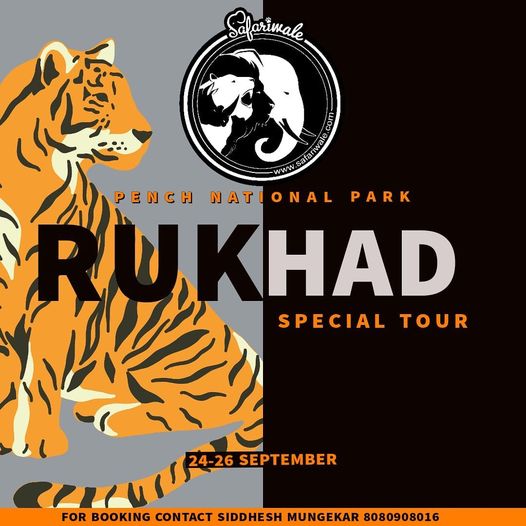 Safariwale
www.safariwale.com
PENCH NATIONAL PARK
RUKHAD
SPECIAL TOUR
24-26 SEPTEMBER
FOR BOOKING CONTACT SIDDHESH MUNGEKAR 8080908016